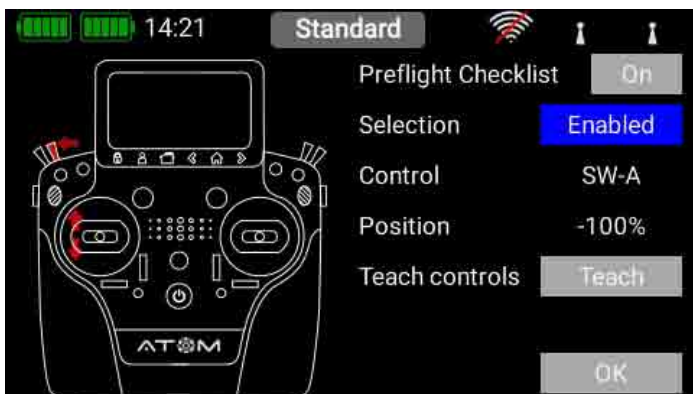 14:21 Standard
Preflight Checklist On
Selection Enabled
Control SW-A
Position -100%
Teach controls Teach
ATOM
OK